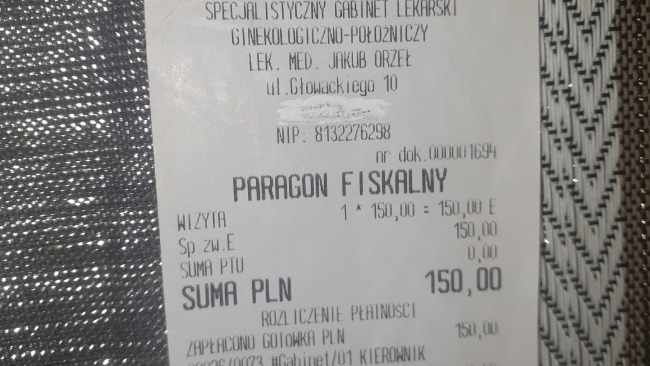 SPECJALISTYCZNY GABINET LEKARSKI
GINEKOLOGICZNO-POŁOŻNICZY
LEK. MED. JAKUB ORZEŁ
ul.Głowackiego 10
NIP: 8132276298
nr dok.000001694
PARAGON FISKALNY
WIZYTA 1 * 150,00 = 150,00 E
Sp zw.E 150,00
SUMA PTU 0,00
SUMA PLN 150,00
ROZLICZENIE PŁATNOŚCI
ZAPŁACONO GOTÓWKA PLN 150,00
#Gabinet/01 KIEROWNIK